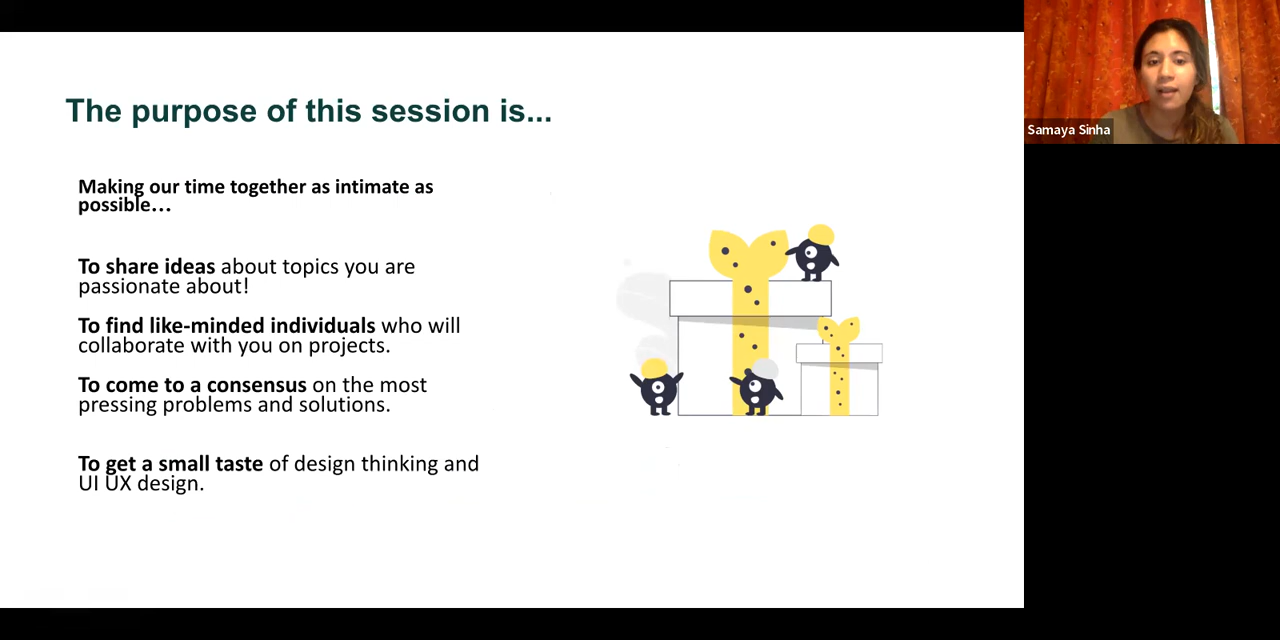 The purpose of this session is...
Making our time together as intimate as
possible...
To share ideas about topics you are
passionate about!
To find like-minded individuals who will
collaborate with you on projects.
To come to a consensus on the most
pressing problems and solutions.
To get a small taste of design thinking and
UI UX design.
Samaya Sinha